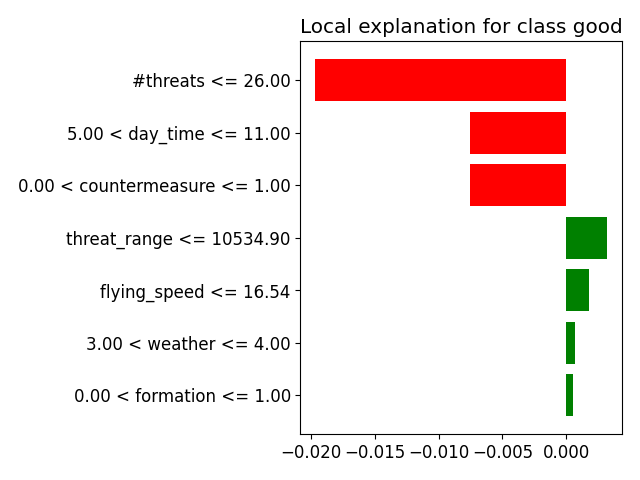 Local explanation for class good
#threats <= 26.00
5.00 < day_time <= 11.00
0.00 < countermeasure <= 1.00
threat_range <= 10534.90
flying_speed <= 16.54
3.00 < weather <= 4.00
0.00 < formation <= 1.00
−0.020 −0.015 −0.010 −0.005 0.000